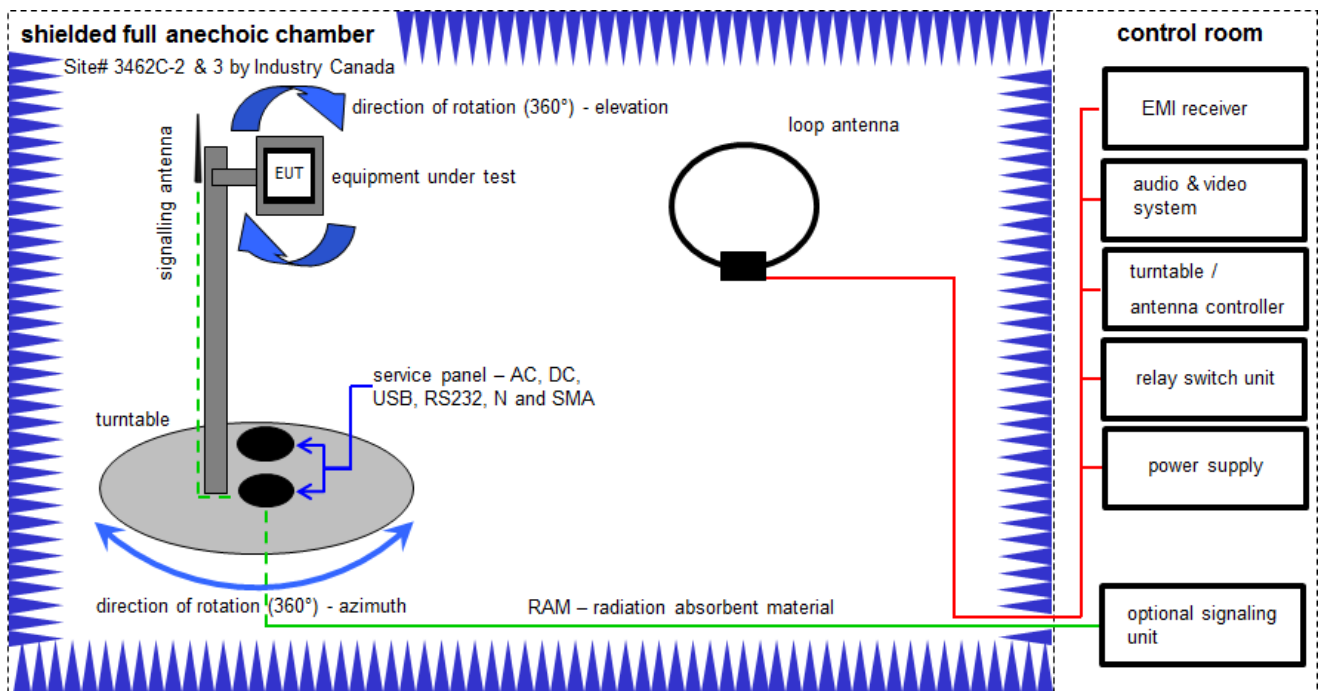 shielded full anechoic chamber
Site# 3462C-2 & 3 by Industry Canada
direction of rotation (360°) - elevation
signalling antenna
EUT
equipment under test
loop antenna
service panel – AC, DC,
USB, RS232, N and SMA
turntable
direction of rotation (360°) - azimuth
RAM – radiation absorbent material
control room
EMI receiver
audio & video
system
turntable /
antenna controller
relay switch unit
power supply
optional signaling
unit